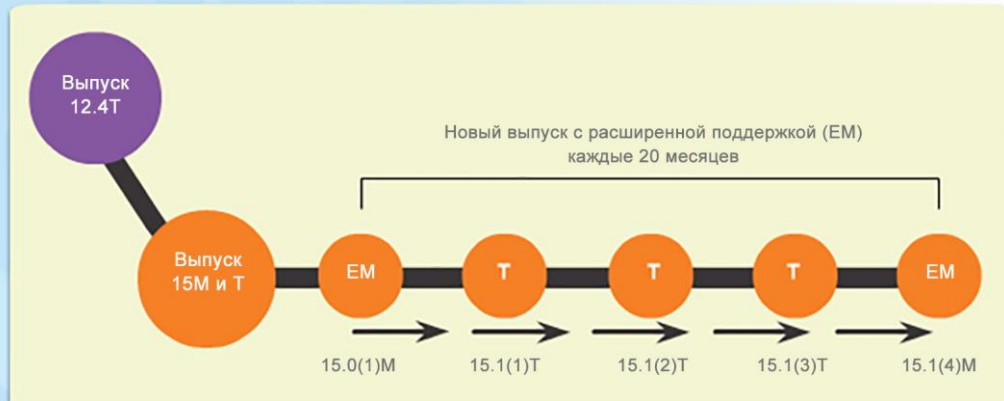 Выпуск
12.4T
Новый выпуск с расширенной поддержкой (EM)
каждые 20 месяцев
Выпуск
15M и T
EM
T
T
T
EM
15.0(1)M
15.1(1)T
15.1(2)T
15.1(3)T
15.1(4)M